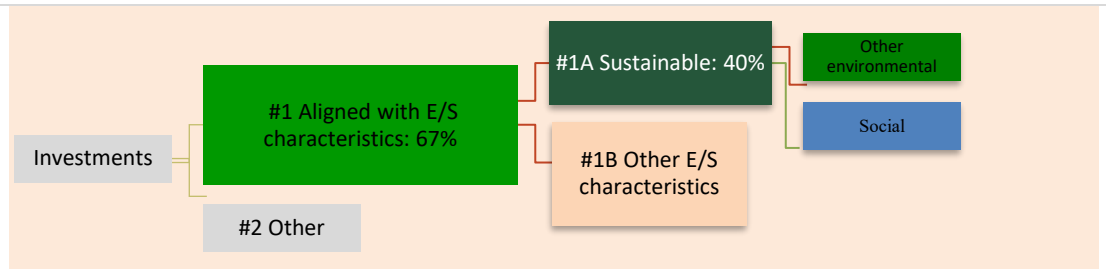 Investments
#1 Aligned with E/S
characteristics: 67%
#2 Other
#1A Sustainable: 40%
#1B Other E/S
characteristics
Other
environmental
Social